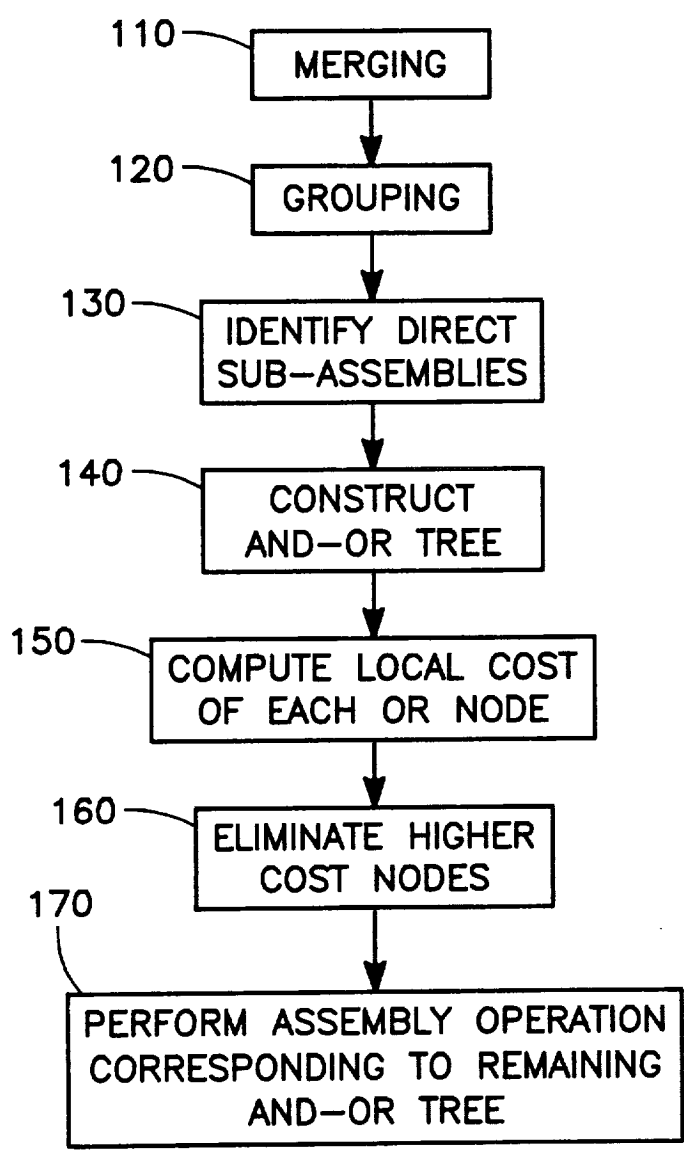 110
MERGING
120
GROUPING
130
IDENTIFY DIRECT
SUB-ASSEMBLIES
140
CONSTRUCT
AND-OR TREE
150
COMPUTE LOCAL COST
OF EACH OR NODE
160
ELIMINATE HIGHER
COST NODES
170
PERFORM ASSEMBLY OPERATION
CORRESPONDING TO REMAINING
AND-OR TREE